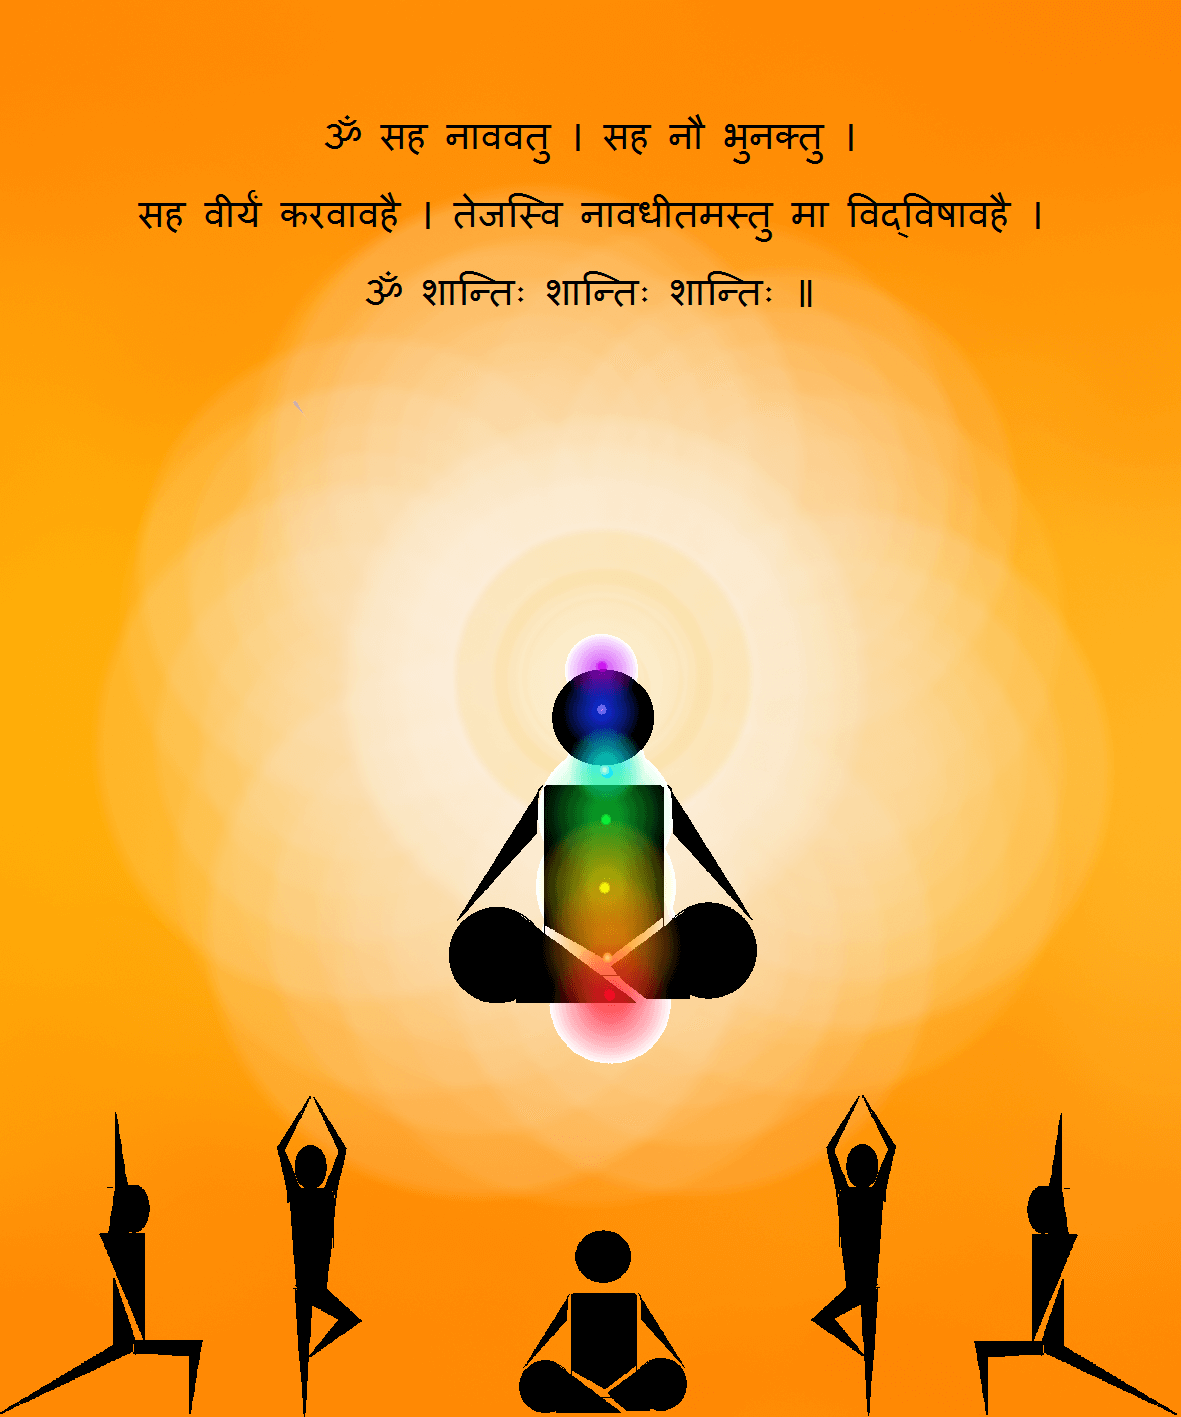 ॐ सह नाववतु । सह नौ भुनक्तु ।
सह वीर्यं करवावहै । तेजस्वि नावधीतमस्तु मा विद्‌विषावहै ।
ॐ शान्तिः शान्तिः शान्तिः ॥